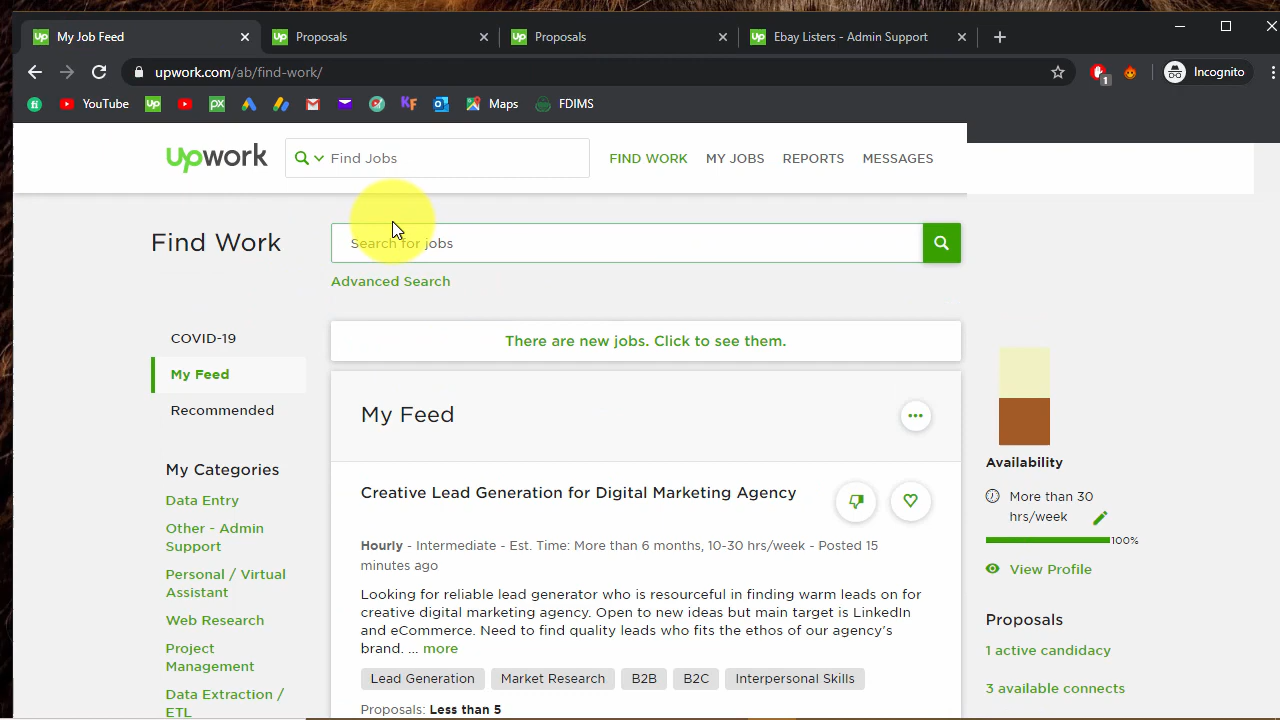 My Job Feed
Proposals
Proposals
Ebay Listers - Admin Support
upwork.com/ab/find-work/
1
Incognito
YouTube
Up
PX
KF
Maps
FDIMS
upwork
Find Jobs
FIND WORK
MY JOBS
REPORTS
MESSAGES
Find Work
Search for jobs
Advanced Search
COVID-19
My Feed
Recommended
My Categories
Data Entry
Other - Admin
Support
Personal / Virtual
Assistant
Web Research
Project
Management
Data Extraction /
ETL
There are new jobs. Click to see them.
My Feed
Creative Lead Generation for Digital Marketing Agency
Hourly - Intermediate - Est. Time: More than 6 months, 10-30 hrs/week - Posted 15
minutes ago
Looking for reliable lead generator who is resourceful in finding warm leads on for
creative digital marketing agency. Open to new ideas but main target is LinkedIn
and eCommerce. Need to find quality leads who fits the ethos of our agency's
brand. ... more
Lead Generation
Market Research
B2B
B2C
Interpersonal Skills
Proposals: Less than 5
Availability
More than 30
hrs/week
100%
View Profile
Proposals
1 active candidacy
3 available connects